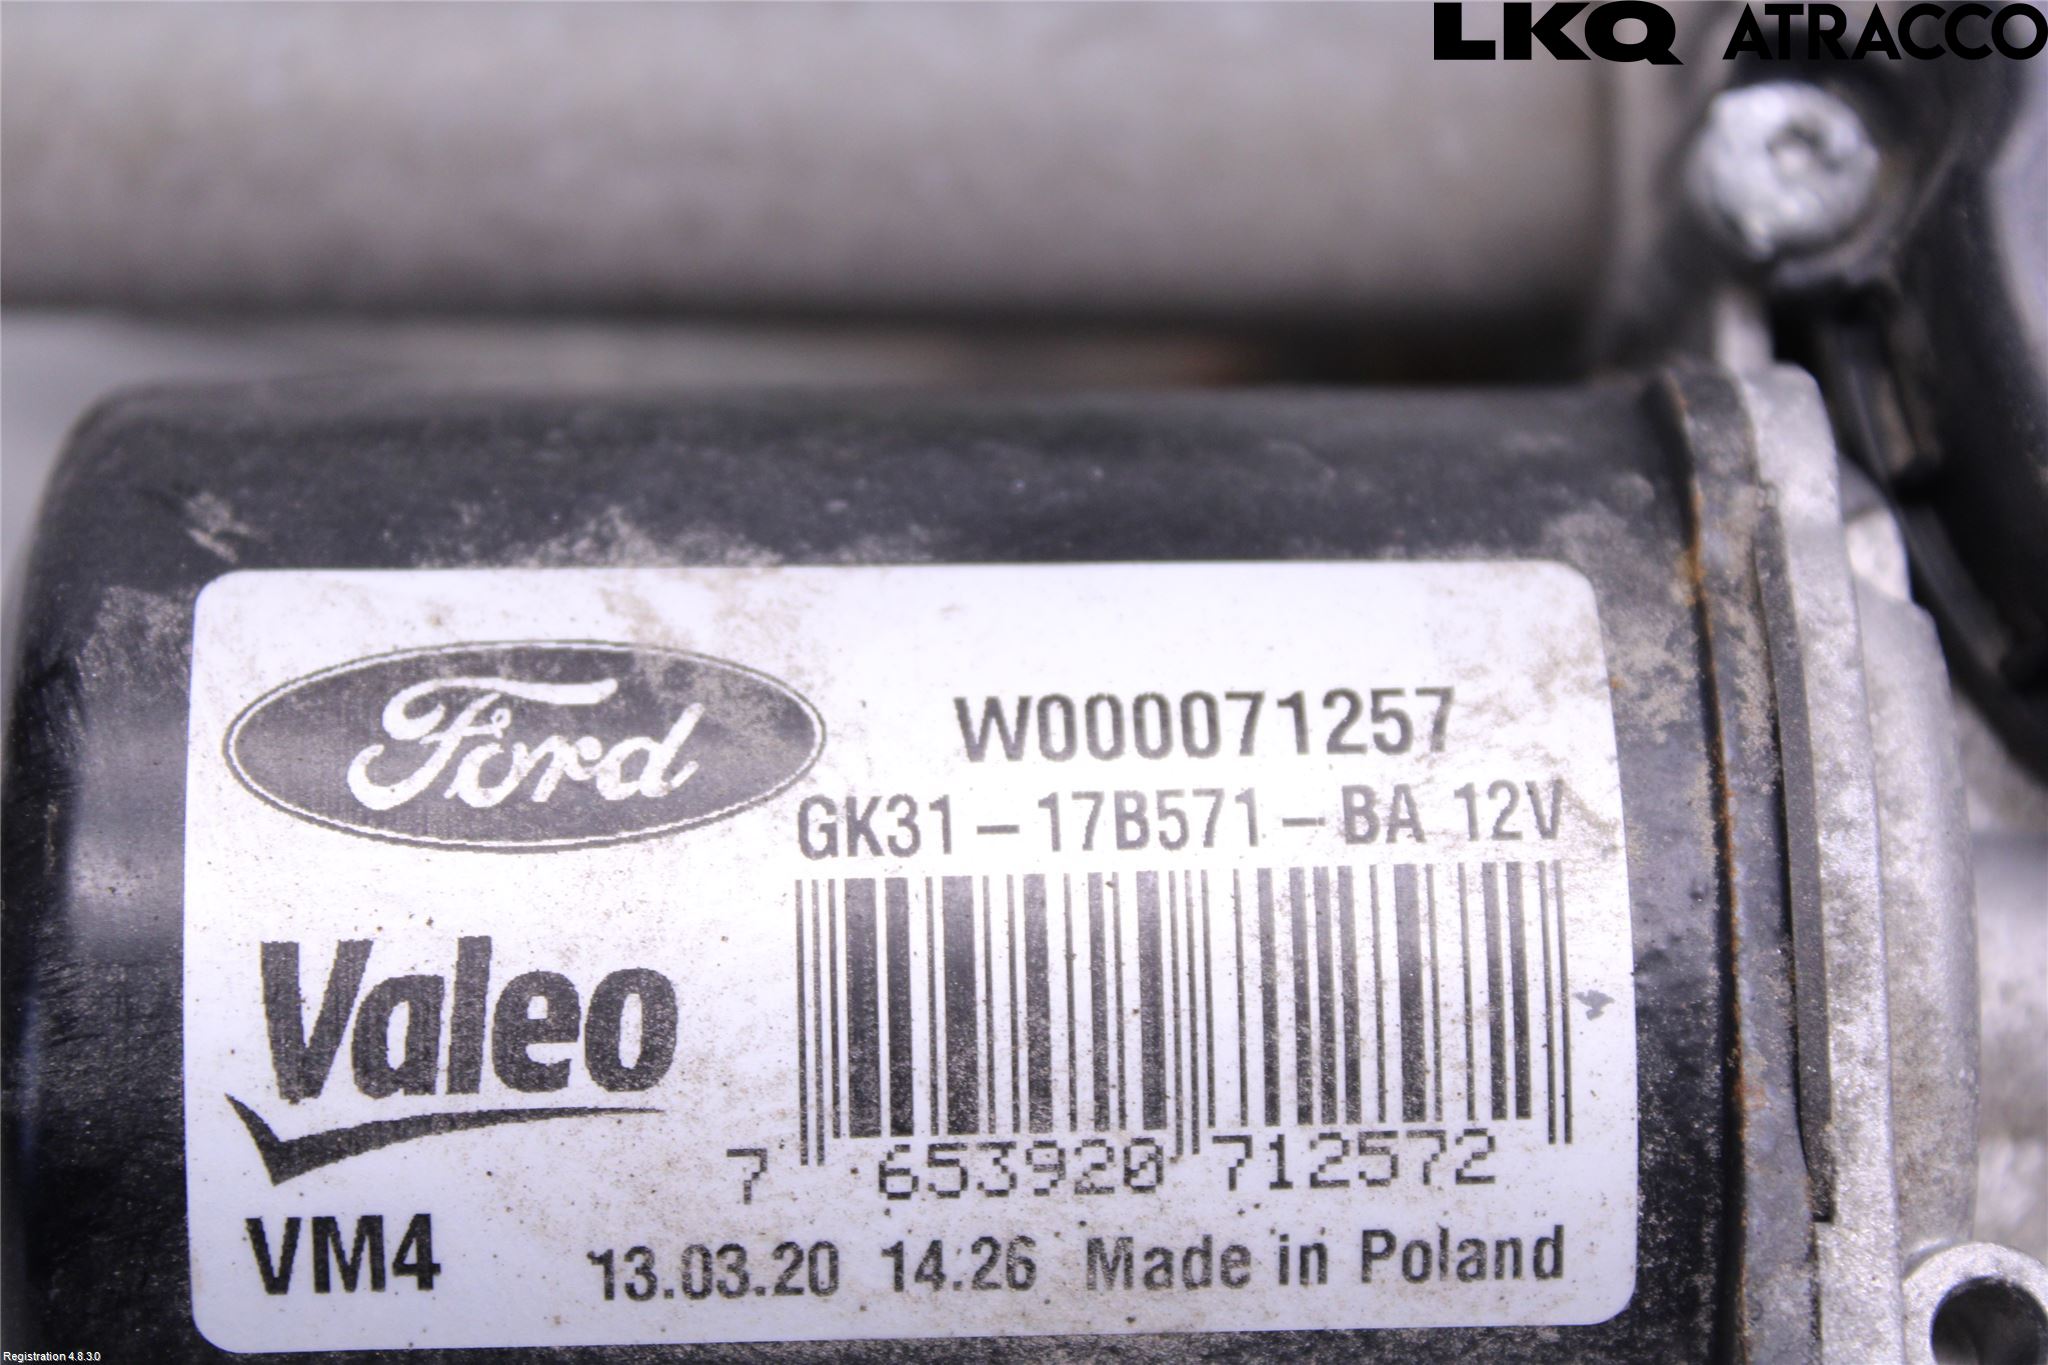 LKQ ATRACCO
Ford
W000071257
GK31-17B571-BA 12V
Valeo
7 653920 712572
VM4
13.03.20 14.26 Made in Poland
Registration 4.8.3.0